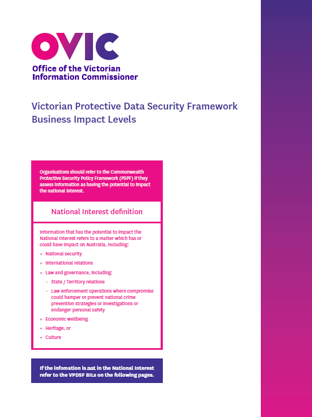 OVIC
Office of the Victorian
Information Commissioner
Victorian Protective Data Security Framework
Business Impact Levels
Organisations should refer to the Commonwealth
Protective Security Policy Framework (PSPF) if they
assess information as having the potential to impact
the national interest.
National Interest definition
Information that has the potential to impact the
National Interest refers to a matter which has or
could have impact on Australia, including:
• National security
• International relations
• Law and governance, including:
– State / Territory relations
– Law enforcement operations where compromise
could hamper or prevent national crime
prevention strategies or investigations or
endanger personal safety
• Economic wellbeing
• Heritage, or
• Culture
If the infomation is not in the National Interest
refer to the VPDSF BILs on the following pages.